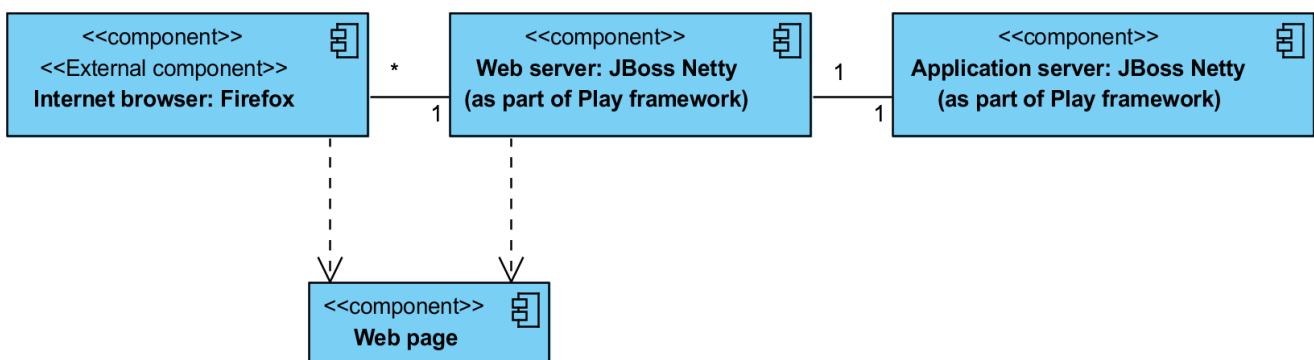 <<component>>
<<External component>>
Internet browser: Firefox
*
1
<<component>>
Web server: JBoss Netty
(as part of Play framework)
1
1
<<component>>
Application server: JBoss Netty
(as part of Play framework)
<<component>>
Web page